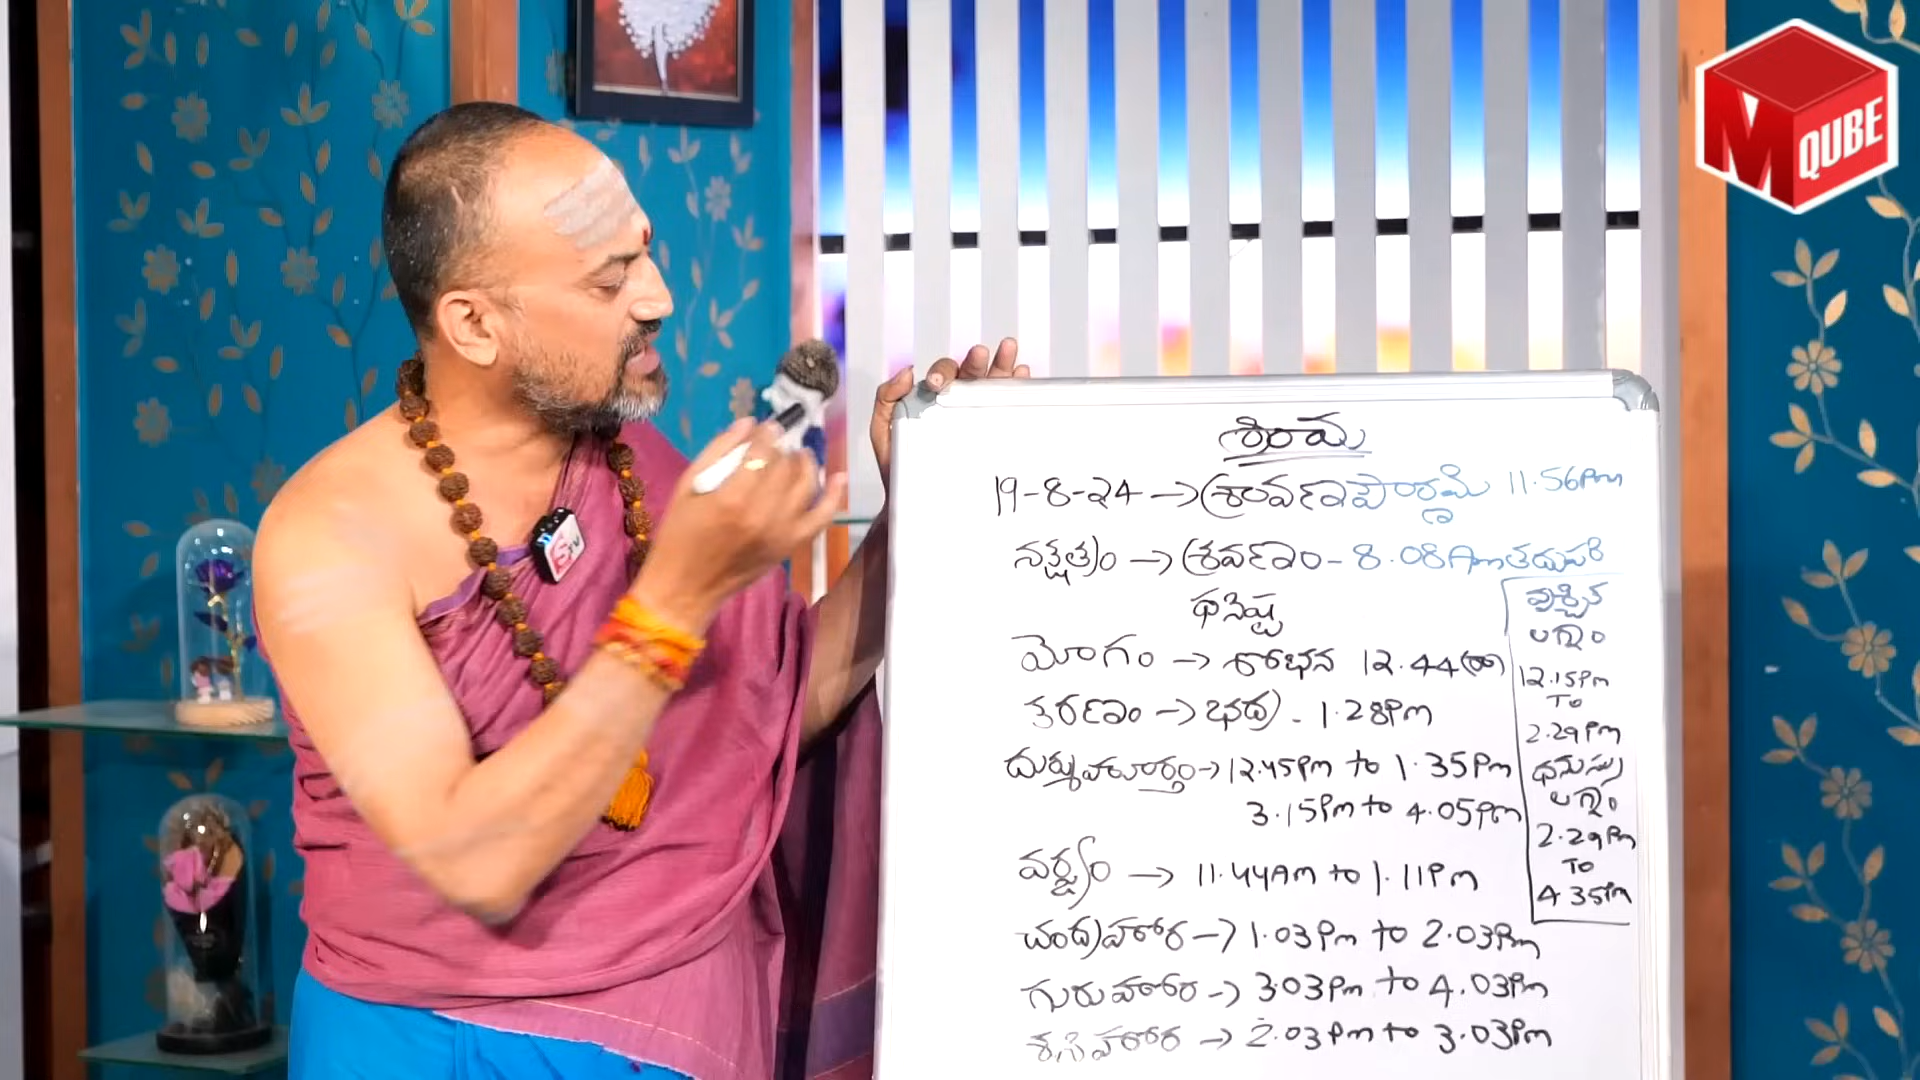 శ్రీరామ
19-8-24 → శ్రావణ పౌర్ణమి 11.56Pm
నక్షత్రం → శ్రవణం - 8.08Am తదుపరి
ధనిష్ఠ
యోగం → శోభన 12.44(రా)
కరణం → భద్ర - 1.28Pm
దుర్ముహూర్తం → 12.45Pm to 1.35Pm
3.15Pm to 4.05Pm
వర్జ్యం → 11.44Am to 1.11Pm
చంద్రహోర → 1.03Pm to 2.03Pm
గురుహోర → 3.03Pm to 4.03Pm
శనిహోర → 2.03Pm to 3.03Pm
వృశ్చిక
లగ్నం
12.15Pm
To
2.29Pm
ధనుస్సు
లగ్నం
2.29Pm
To
4.35Pm
M QUBE